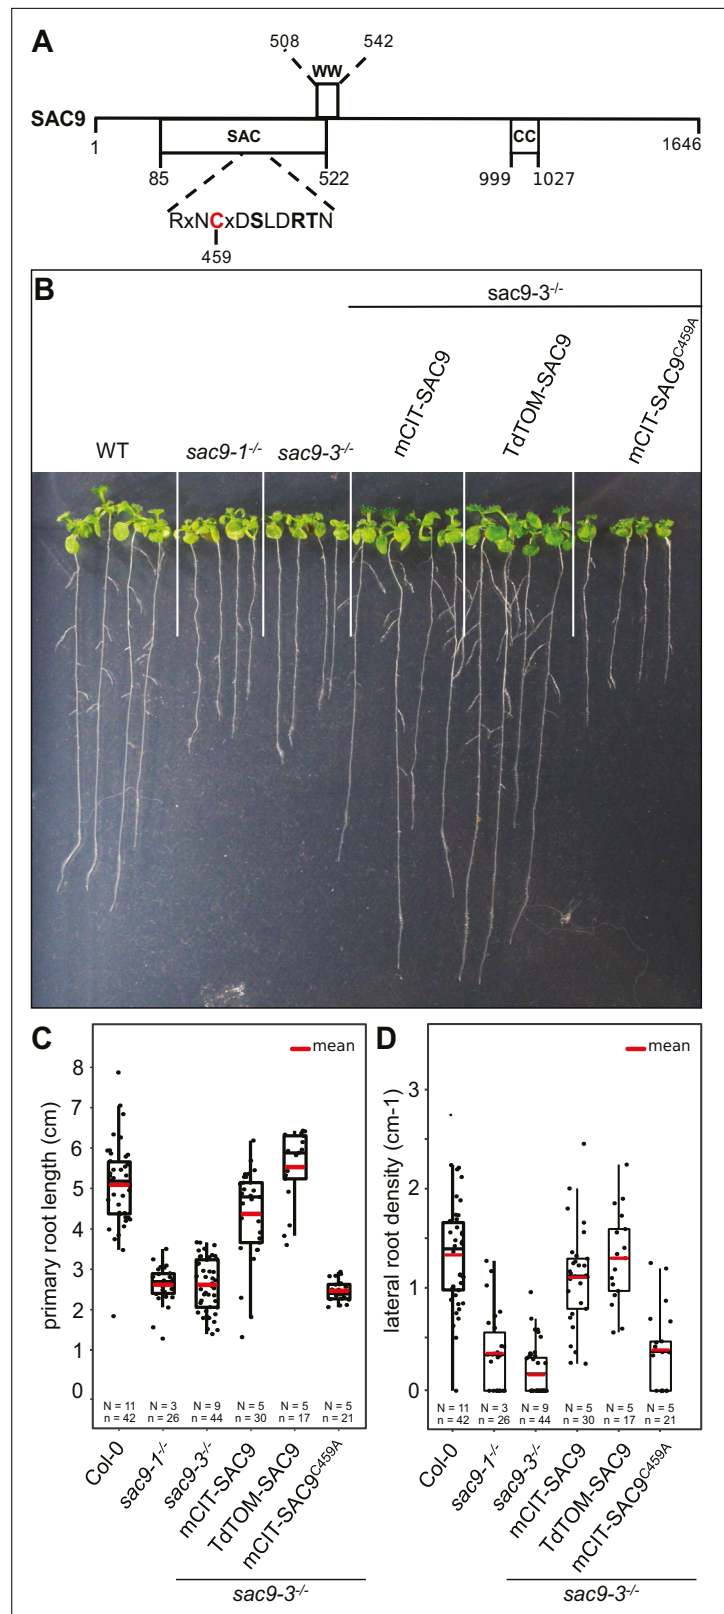 A
508 542
WW
SAC9
SAC
CC
1
1646
85
522
999
1027
RxNCxDSLDRTN
459
B
sac9-3-/-
WT
sac9-1-/-
sac9-3-/-
mCIT-SAC9
TdTOM-SAC9
mCIT-SAC9C459A
C
mean
primary root length (cm)
8
7
6
5
4
3
2
1
0
N = 11 N = 3 N = 9 N = 5 N = 5 N = 5
n = 42 n = 26 n = 44 n = 30 n = 17 n = 21
Col-0
sac9-1-/-
sac9-3-/-
mCIT-SAC9
TdTOM-SAC9
mCIT-SAC9C459A
sac9-3-/-
D
mean
lateral root density (cm-1)
3
2
1
0
N = 11 N = 3 N = 9 N = 5 N = 5 N = 5
n = 42 n = 26 n = 44 n = 30 n = 17 n = 21
Col-0
sac9-1-/-
sac9-3-/-
mCIT-SAC9
TdTOM-SAC9
mCIT-SAC9C459A
sac9-3-/-